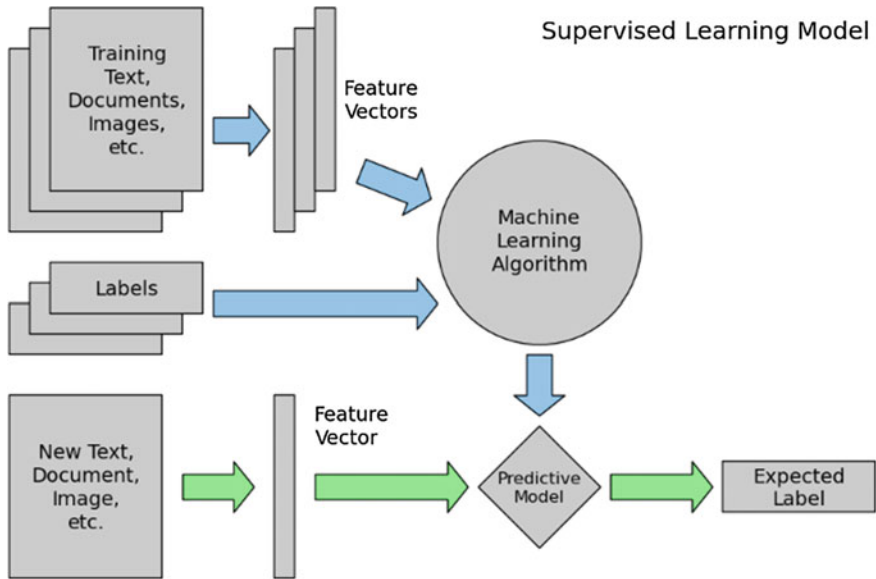 Supervised Learning Model
Training
Text,
Documents,
Images,
etc.
Feature
Vectors
Machine
Learning
Algorithm
Labels
New Text,
Document,
Image,
etc.
Feature
Vector
Predictive
Model
Expected
Label